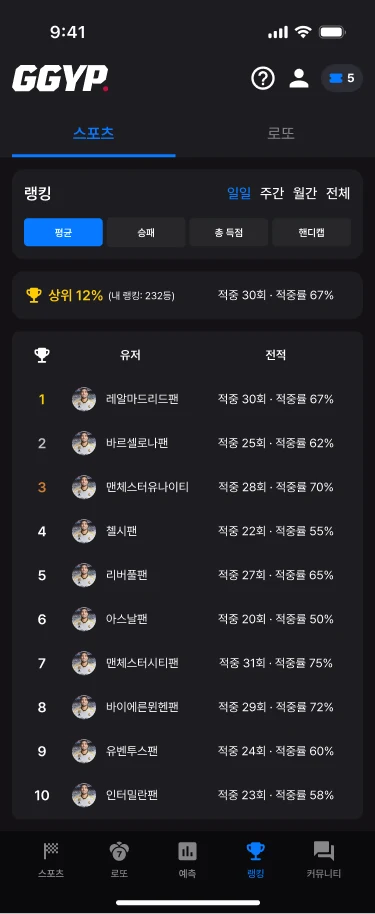 9:41
GGYP.
5
스포츠 로또
랭킹 일일 주간 월간 전체
평균 승패 총 득점 핸디캡
상위 12% (내 랭킹: 232등) 적중 30회 · 적중률 67%
유저 전적
1 레알마드리드팬 적중 30회 · 적중률 67%
2 바르셀로나팬 적중 25회 · 적중률 62%
3 맨체스터유나이티 적중 28회 · 적중률 70%
4 첼시팬 적중 22회 · 적중률 55%
5 리버풀팬 적중 27회 · 적중률 65%
6 아스날팬 적중 20회 · 적중률 50%
7 맨체스터시티팬 적중 31회 · 적중률 75%
8 바이에른뮌헨팬 적중 29회 · 적중률 72%
9 유벤투스팬 적중 24회 · 적중률 60%
10 인터밀란팬 적중 23회 · 적중률 58%
7
스포츠 로또 예측 랭킹 커뮤니티